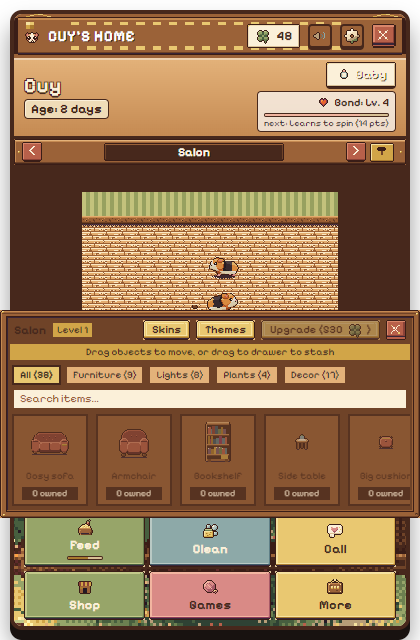 GUY'S HOME
48
Guy
Baby
Age: 8 days
Bond: Lv. 4
next: Learns to spin (14 pts)
Salon
Salon
Level 1
Skins
Themes
Upgrade (530 )
Drag objects to move, or drag to drawer to stash
All (38)
Furniture (9)
Lights (8)
Plants (4)
Decor (17)
Search items...
Cosy sofa
Armchair
Bookshelf
Side table
Big cushion
0 owned
0 owned
0 owned
0 owned
0 owned
Feed
Clean
Call
Shop
Games
More